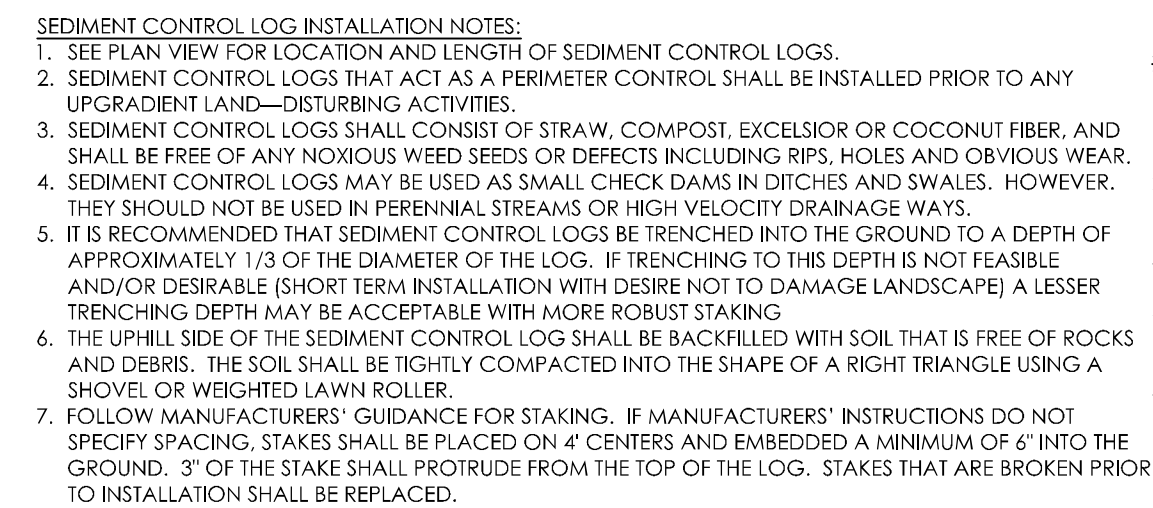 SEDIMENT CONTROL LOG INSTALLATION NOTES:
1. SEE PLAN VIEW FOR LOCATION AND LENGTH OF SEDIMENT CONTROL LOGS.
2. SEDIMENT CONTROL LOGS THAT ACT AS A PERIMETER CONTROL SHALL BE INSTALLED PRIOR TO ANY
UPGRADIENT LAND—DISTURBING ACTIVITIES.
3. SEDIMENT CONTROL LOGS SHALL CONSIST OF STRAW, COMPOST, EXCELSIOR OR COCONUT FIBER, AND
SHALL BE FREE OF ANY NOXIOUS WEED SEEDS OR DEFECTS INCLUDING RIPS, HOLES AND OBVIOUS WEAR.
4. SEDIMENT CONTROL LOGS MAY BE USED AS SMALL CHECK DAMS IN DITCHES AND SWALES. HOWEVER.
THEY SHOULD NOT BE USED IN PERENNIAL STREAMS OR HIGH VELOCITY DRAINAGE WAYS.
5. IT IS RECOMMENDED THAT SEDIMENT CONTROL LOGS BE TRENCHED INTO THE GROUND TO A DEPTH OF
APPROXIMATELY 1/3 OF THE DIAMETER OF THE LOG. IF TRENCHING TO THIS DEPTH IS NOT FEASIBLE
AND/OR DESIRABLE (SHORT TERM INSTALLATION WITH DESIRE NOT TO DAMAGE LANDSCAPE) A LESSER
TRENCHING DEPTH MAY BE ACCEPTABLE WITH MORE ROBUST STAKING
6. THE UPHILL SIDE OF THE SEDIMENT CONTROL LOG SHALL BE BACKFILLED WITH SOIL THAT IS FREE OF ROCKS
AND DEBRIS. THE SOIL SHALL BE TIGHTLY COMPACTED INTO THE SHAPE OF A RIGHT TRIANGLE USING A
SHOVEL OR WEIGHTED LAWN ROLLER.
7. FOLLOW MANUFACTURERS‘ GUIDANCE FOR STAKING. IF MANUFACTURERS’ INSTRUCTIONS DO NOT
SPECIFY SPACING, STAKES SHALL BE PLACED ON 4' CENTERS AND EMBEDDED A MINIMUM OF 6" INTO THE
GROUND. 3" OF THE STAKE SHALL PROTRUDE FROM THE TOP OF THE LOG. STAKES THAT ARE BROKEN PRIOR
TO INSTALLATION SHALL BE REPLACED.